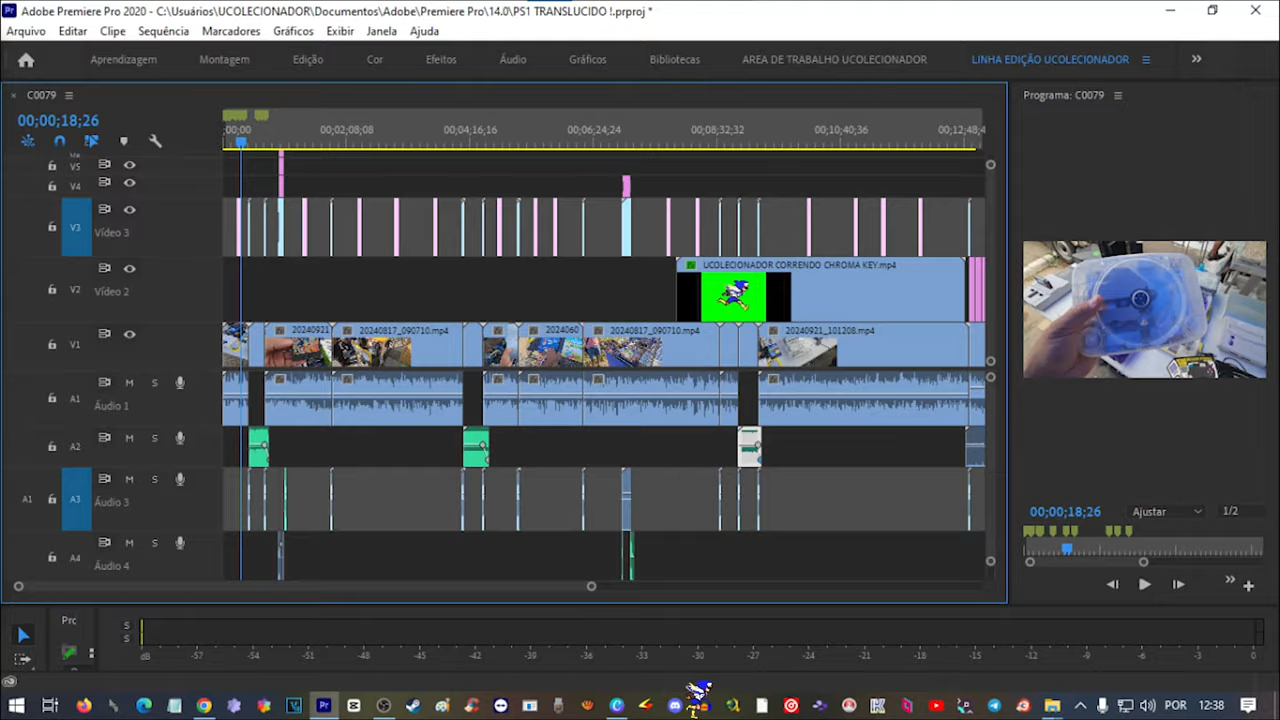 Adobe Premiere Pro 2020 - C:\Usuários\UCOLECIONADOR\Documentos\Adobe\Premiere Pro\14.0\PS1 TRANSLUCIDO !.prproj *
Arquivo Editar Clipe Sequência Marcadores Gráficos Exibir Janela Ajuda
Aprendizagem Montagem Edição Cor Efeitos Áudio Gráficos Bibliotecas AREA DE TRABALHO UCOLECIONADOR LINHA EDIÇÃO UCOLECIONADOR
C0079
Programa: C0079
00;00;18;26
;00;00 00;02;08;08 00;04;16;16 00;06;24;24 00;08;32;32 00;10;40;36 00;12;48;4
V5
V4
V3 Vídeo 3
V2 Vídeo 2
UCOLECIONADOR CORRENDO CHROMA KEY.mp4
V1
20240921 20240817_090710.mp4 2024060 20240817_090710.mp4 20240921_101208.mp4
A1 M S Áudio 1
A2 M S
A1 A3 M S Áudio 3
A4 M S Áudio 4
00;00;18;26 Ajustar 1/2
Prc
S
S
dB -57 -54 -51 -48 -45 -42 -39 -36 -33 -30 -27 -24 -21 -18 -15 -12 -9 -6 -3 0
POR 12:38